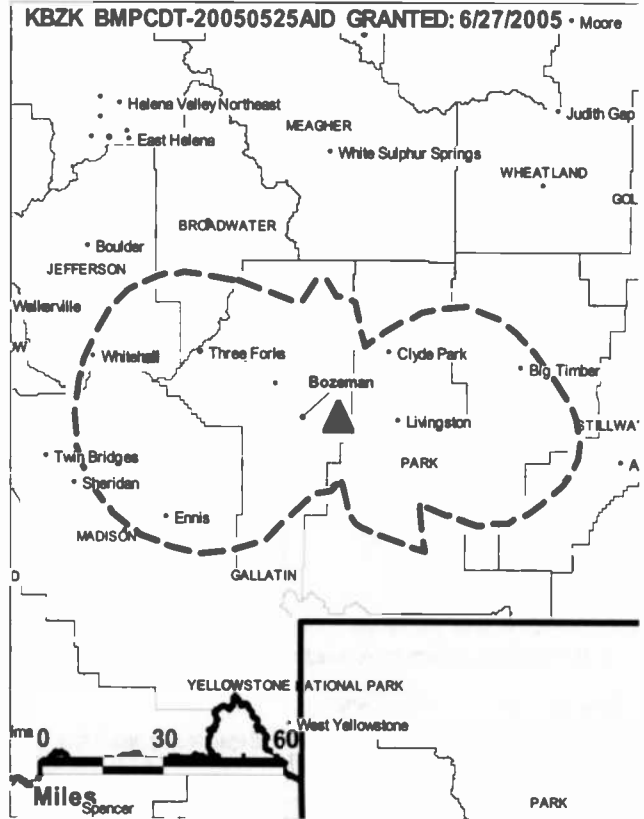 KBZK BMPCDT-20050525AID GRANTED: 6/27/2005
Moore
Helena Valley Northeast
Judith Gap
East Helena
MEAGHER
White Sulphur Springs
WHEATLAND
GOL
BROADWATER
Boulder
JEFFERSON
Walkerville
W
Whitehall
Three Forks
Clyde Park
Big Timber
Bozeman
Livingston
STILLWAT
Twin Bridges
PARK
A
Sheridan
Ennis
MADISON
GALLATIN
D
YELLOWSTONE NATIONAL PARK
West Yellowstone
ima
0 30 60
Miles
Spencer
PARK